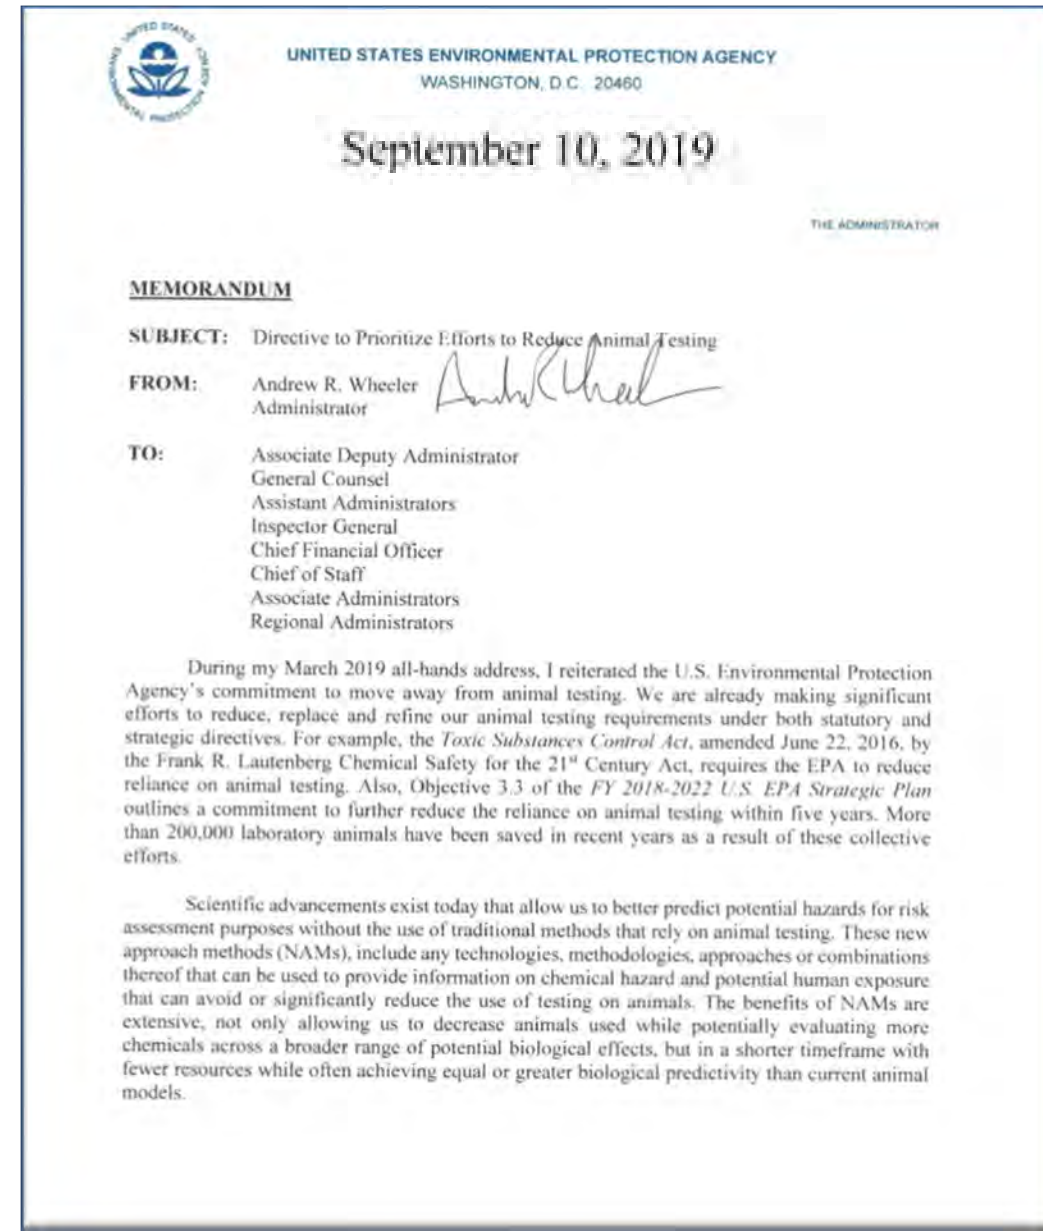 UNITED STATES ENVIRONMENTAL PROTECTION AGENCY
WASHINGTON, D.C. 20460
September 10, 2019
THE ADMINISTRATOR
MEMORANDUM
SUBJECT: Directive to Prioritize Efforts to Reduce Animal Testing
FROM: Andrew R. Wheeler
Administrator
TO: Associate Deputy Administrator
General Counsel
Assistant Administrators
Inspector General
Chief Financial Officer
Chief of Staff
Associate Administrators
Regional Administrators
During my March 2019 all-hands address, I reiterated the U.S. Environmental Protection
Agency's commitment to move away from animal testing. We are already making significant
efforts to reduce, replace and refine our animal testing requirements under both statutory and
strategic directives. For example, the Toxic Substances Control Act, amended June 22, 2016, by
the Frank R. Lautenberg Chemical Safety for the 21st Century Act, requires the EPA to reduce
reliance on animal testing. Also, Objective 3.3 of the FY 2018-2022 U.S. EPA Strategic Plan
outlines a commitment to further reduce the reliance on animal testing within five years. More
than 200,000 laboratory animals have been saved in recent years as a result of these collective
efforts.
Scientific advancements exist today that allow us to better predict potential hazards for risk
assessment purposes without the use of traditional methods that rely on animal testing. These new
approach methods (NAMs), include any technologies, methodologies, approaches or combinations
thereof that can be used to provide information on chemical hazard and potential human exposure
that can avoid or significantly reduce the use of testing on animals. The benefits of NAMs are
extensive, not only allowing us to decrease animals used while potentially evaluating more
chemicals across a broader range of potential biological effects, but in a shorter timeframe with
fewer resources while often achieving equal or greater biological predictivity than current animal
models.